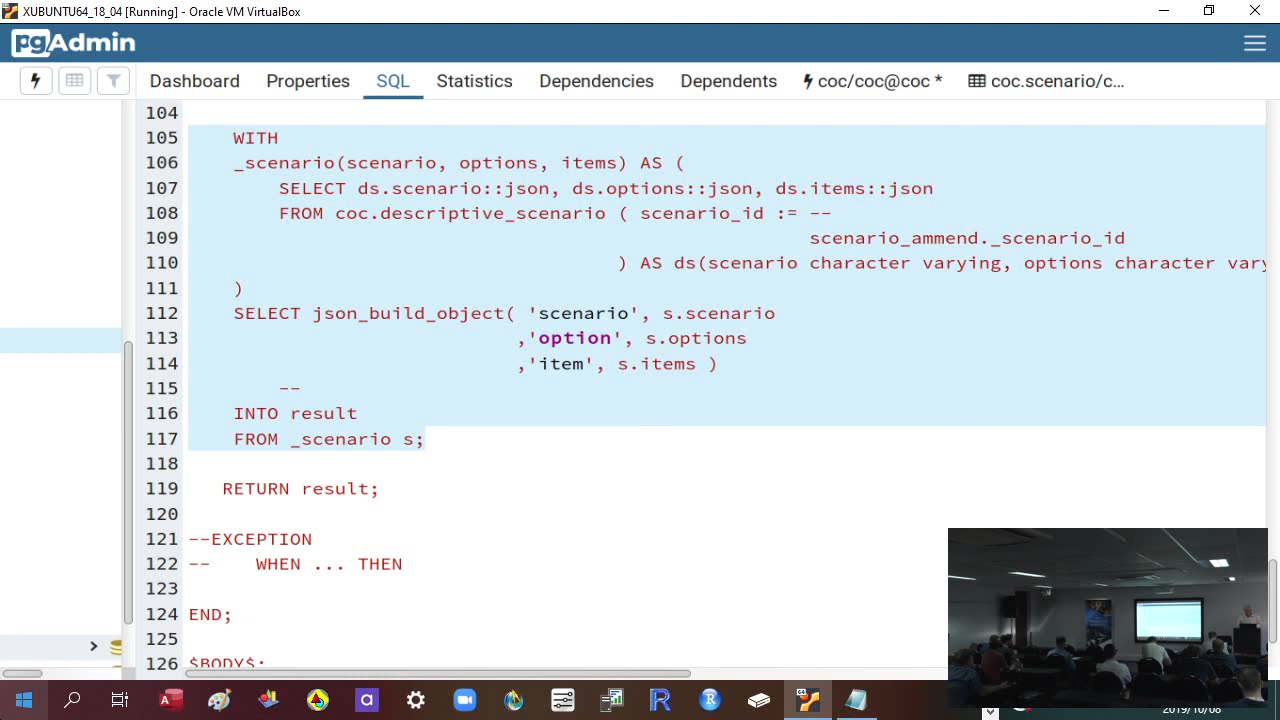 XUBUNTU64_18_04 [Running] - Oracle VM VirtualBox
pgAdmin
Dashboard Properties SQL Statistics Dependencies Dependents coc/coc@coc * coc.scenario/c...
104
105 WITH
106 _scenario(scenario, options, items) AS (
107 SELECT ds.scenario::json, ds.options::json, ds.items::json
108 FROM coc.descriptive_scenario ( scenario_id := --
109 scenario_ammend._scenario_id
110 ) AS ds(scenario character varying, options character vary
111 )
112 SELECT json_build_object( 'scenario', s.scenario
113 ,'option', s.options
114 ,'item', s.items )
115 --
116 INTO result
117 FROM _scenario s;
118
119 RETURN result;
120
121 --EXCEPTION
122 -- WHEN ... THEN
123
124 END;
125
126 $BODY$;
2019/10/08